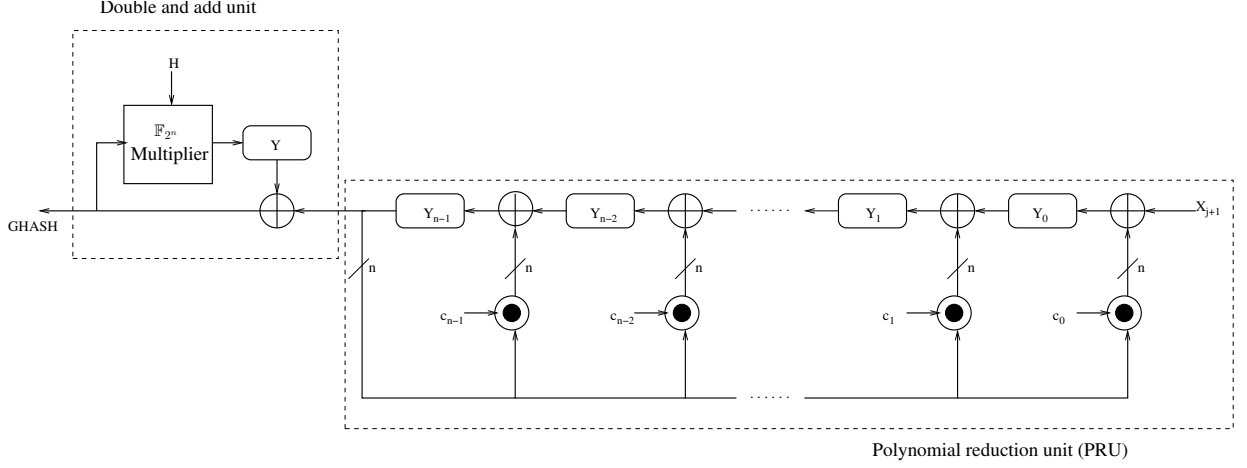 Double and add unit
H
𝔽₂ⁿ
Multiplier
Y
GHASH
Yₙ₋₁
Yₙ₋₂
......
Y₁
Y₀
Xⱼ₊₁
n
n
n
n
n
cₙ₋₁
cₙ₋₂
c₁
c₀
......
Polynomial reduction unit (PRU)